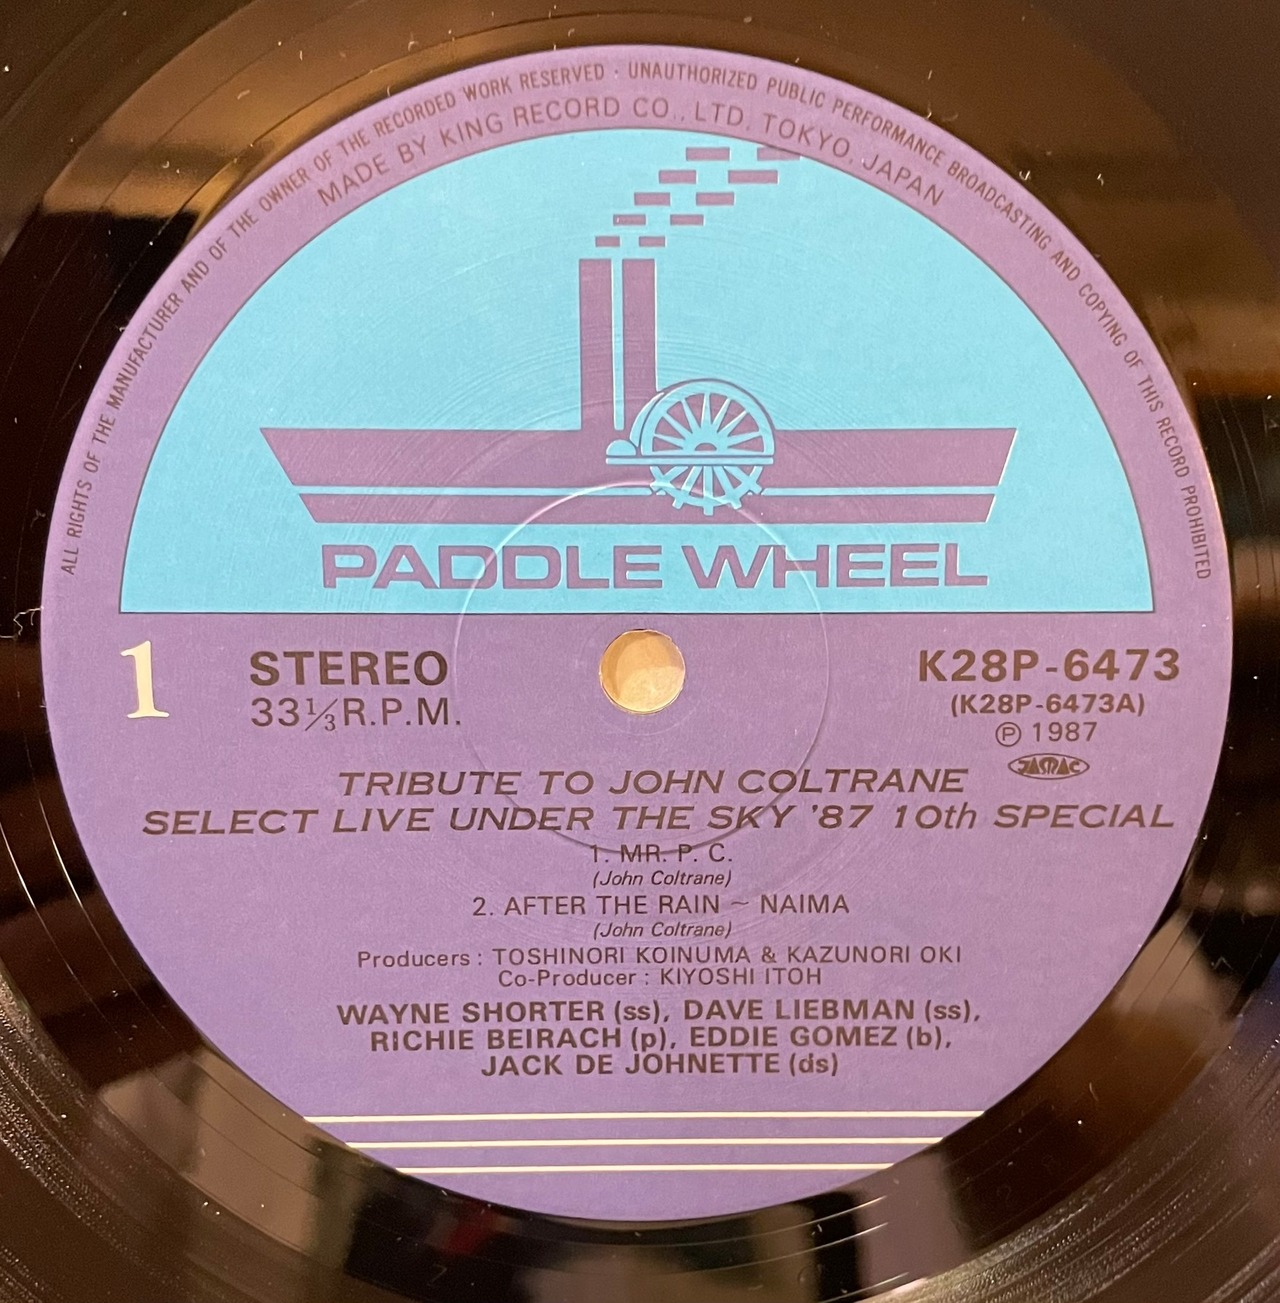 ALL RIGHTS OF THE MANUFACTURER AND OF THE OWNER OF THE RECORDED WORK RESERVED · UNAUTHORIZED PUBLIC PERFORMANCE BROADCASTING AND COPYING OF THIS RECORD PROHIBITED
MADE BY KING RECORD CO., LTD. TOKYO, JAPAN
PADDLE WHEEL
1 STEREO K28P-6473
33⅓R.P.M. (K28P-6473A)
Ⓟ 1987
JASRAC
TRIBUTE TO JOHN COLTRANE
SELECT LIVE UNDER THE SKY '87 10th SPECIAL
1. MR. P. C.
(John Coltrane)
2. AFTER THE RAIN ~ NAIMA
(John Coltrane)
Producers : TOSHINORI KOINUMA & KAZUNORI OKI
Co-Producer : KIYOSHI ITOH
WAYNE SHORTER (ss), DAVE LIEBMAN (ss),
RICHIE BEIRACH (p), EDDIE GOMEZ (b),
JACK DE JOHNETTE (ds)